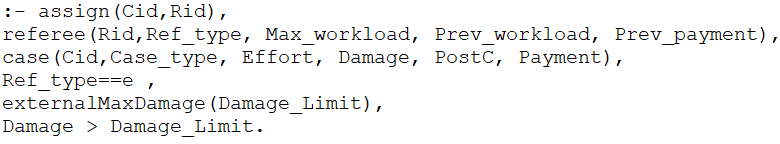 :- assign(Cid,Rid),
referee(Rid,Ref_type, Max_workload, Prev_workload, Prev_payment),
case(Cid,Case_type, Effort, Damage, PostC, Payment),
Ref_type==e ,
externalMaxDamage(Damage_Limit),
Damage > Damage_Limit.